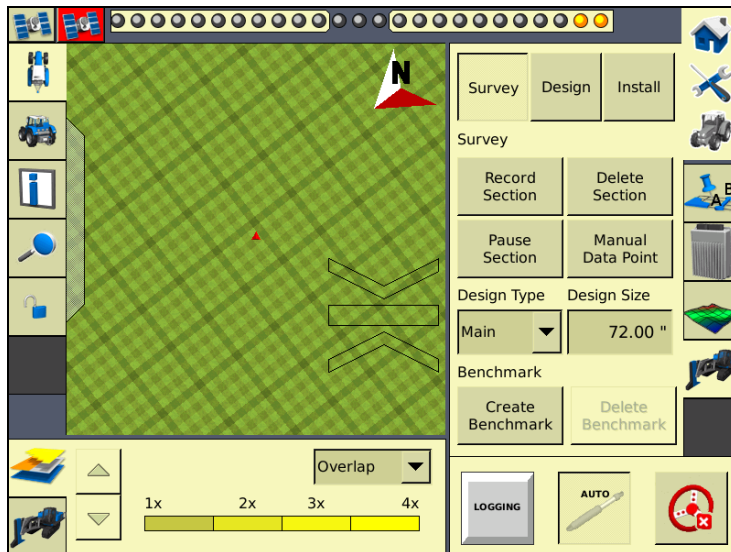 N
Survey
Design
Install
Survey
Record
Section
Delete
Section
Pause
Section
Manual
Data Point
Design Type
Design Size
Main
72.00 "
Benchmark
Create
Benchmark
Delete
Benchmark
A
B
Overlap
1x 2x 3x 4x
LOGGING
AUTO